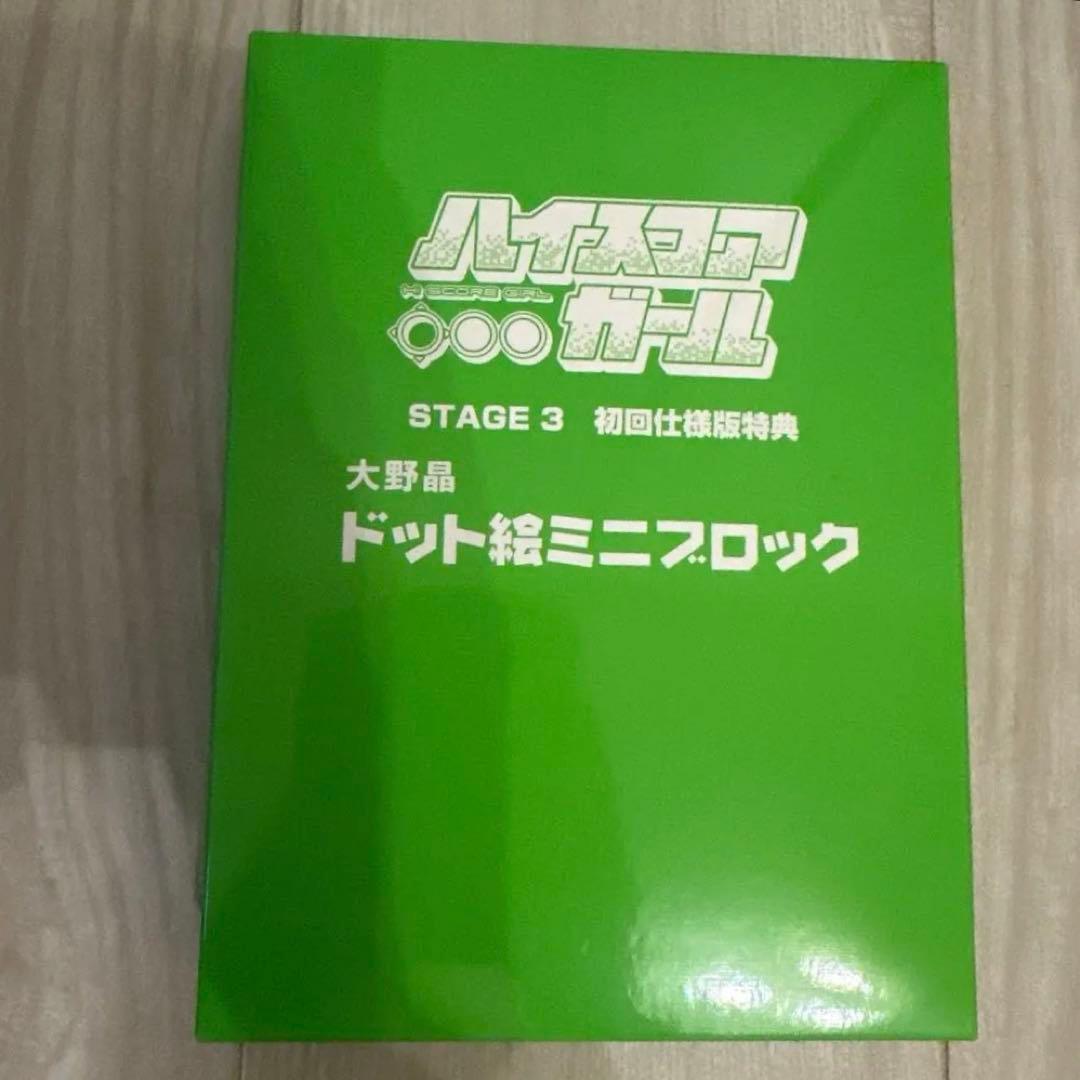 ハイスコア
HI SCORE GIRL
ガール
STAGE 3 初回仕様版特典
大野晶
ドット絵ミニブロック